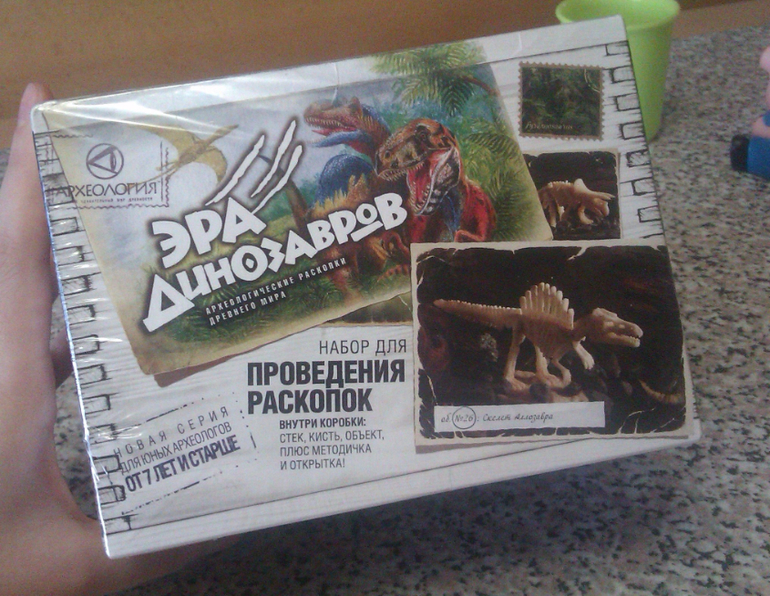 АРХЕОЛОГИЯ
ЭРА
ДИНОЗАВРОВ
АРХЕОЛОГИЧЕСКИЕ РАСКОПКИ
ДРЕВНЕГО МИРА
НАБОР ДЛЯ
ПРОВЕДЕНИЯ
РАСКОПОК
ВНУТРИ КОРОБКИ:
СТЕК, КИСТЬ, ОБЪЕКТ,
ПЛЮС МЕТОДИЧКА
И ОТКРЫТКА!
НОВАЯ СЕРИЯ
ДЛЯ ЮНЫХ АРХЕОЛОГОВ
ОТ 7 ЛЕТ И СТАРШЕ
об №26: Скелет